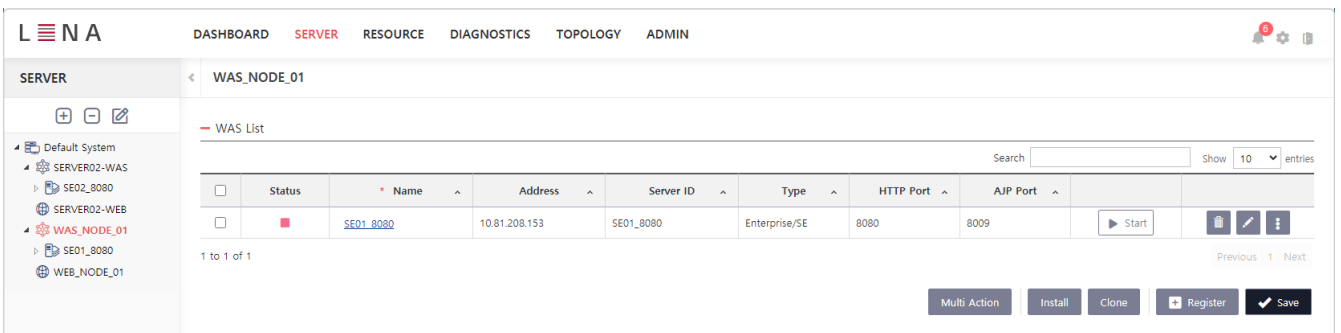 LENA
DASHBOARD SERVER RESOURCE DIAGNOSTICS TOPOLOGY ADMIN
6
SERVER
WAS_NODE_01
Default System
SERVER02-WAS
SE02_8080
SERVER02-WEB
WAS_NODE_01
SE01_8080
WEB_NODE_01
WAS List
Search
Show 10 entries
Status * Name Address Server ID Type HTTP Port AJP Port
SE01_8080 10.81.208.153 SE01_8080 Enterprise/SE 8080 8009 Start
1 to 1 of 1
Previous 1 Next
Multi Action Install Clone Register Save